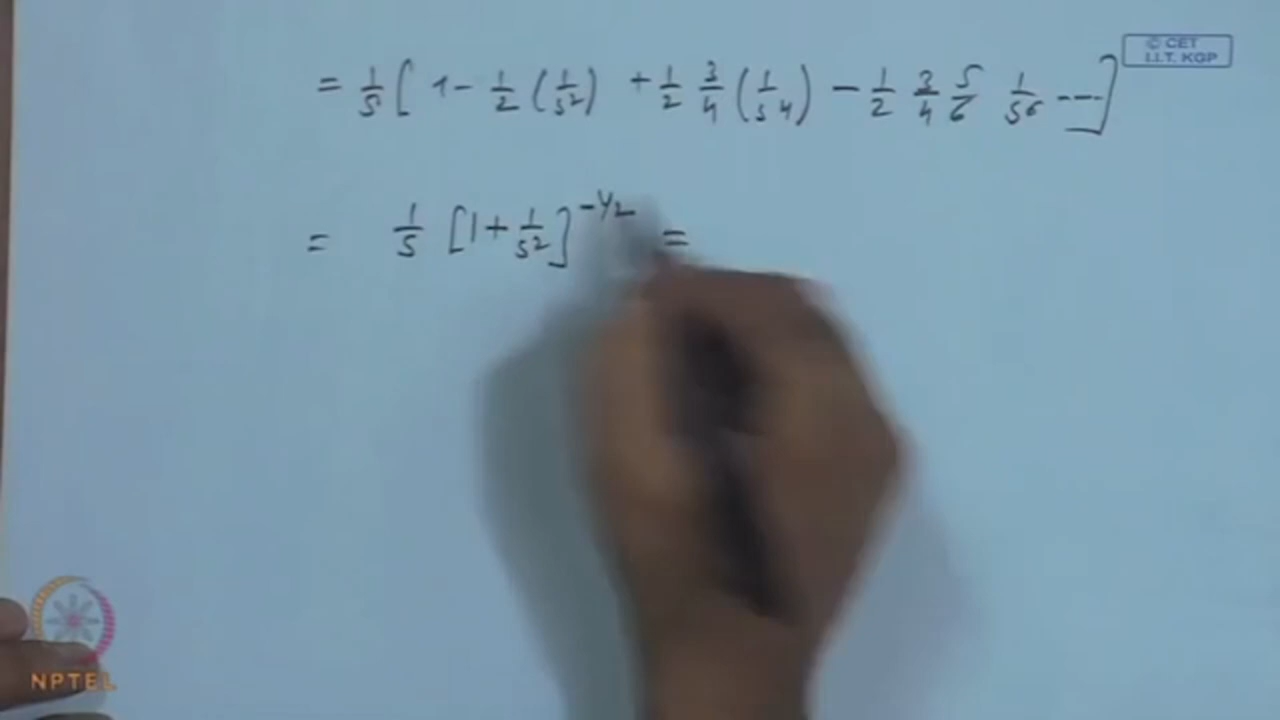 © CET
I.I.T. KGP
= 1/s [ 1 - 1/2 (1/s²) + 1/2 3/4 (1/s⁴) - 1/2 3/4 5/6 1/s⁶ ---]
= 1/s [1 + 1/s²]^-1/2 =
NPTEL